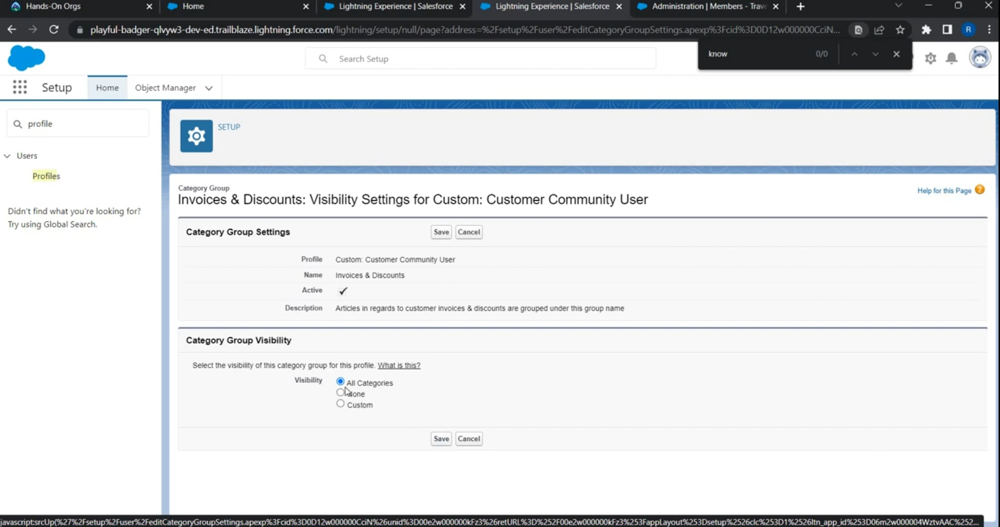 Hands-On Orgs
Home
Lightning Experience | Salesforce
Lightning Experience | Salesforce
Administration | Members - Trave
playful-badger-qlvyw3-dev-ed.trailblaze.lightning.force.com/lightning/setup/null/page?address=%2Fsetup%2Fuser%2FeditCategoryGroupSettings.apexp%3Fcid%3D0D12w000000CciN...
R
know
0/0
Search Setup
Setup
Home
Object Manager
profile
Users
Profiles
Didn't find what you're looking for?
Try using Global Search.
SETUP
Category Group
Invoices & Discounts: Visibility Settings for Custom: Customer Community User
Help for this Page ?
Category Group Settings
Save
Cancel
Profile Custom: Customer Community User
Name Invoices & Discounts
Active
Description Articles in regards to customer invoices & discounts are grouped under this group name
Category Group Visibility
Select the visibility of this category group for this profile. What is this?
Visibility
All Categories
None
Custom
Save
Cancel
javascript:srcUp(%27%2Fsetup%2Fuser%2FeditCategoryGroupSettings.apexp%3Fcid%3D0D12w000000CciN%26unid%3D00e2w000000kFz3%26retURL%3D%252F00e2w000000kFz3%253FappLayout%253Dsetup%2526clc%253D1%2526ltn_app_id%253D06m2w000004WztvAAC%252...